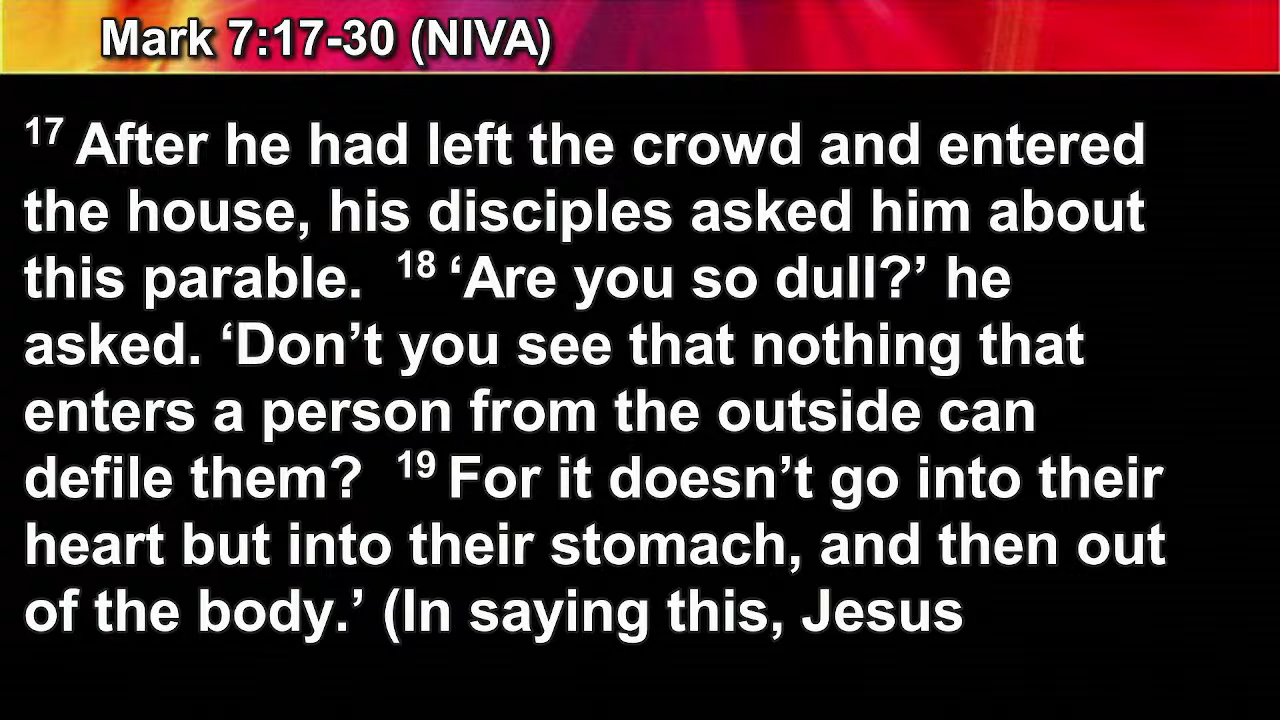 Mark 7:17-30 (NIVA)
17 After he had left the crowd and entered
the house, his disciples asked him about
this parable. 18 ‘Are you so dull?’ he
asked. ‘Don’t you see that nothing that
enters a person from the outside can
defile them? 19 For it doesn’t go into their
heart but into their stomach, and then out
of the body.’ (In saying this, Jesus